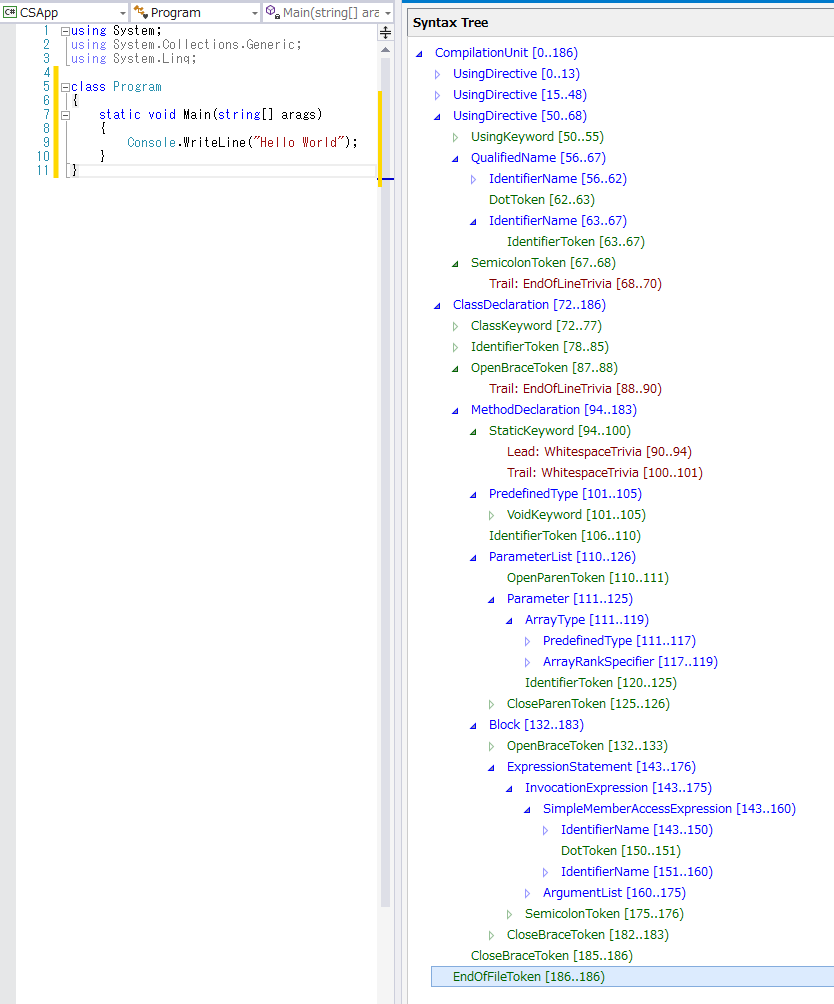 C# CSApp
Program
Main(string[] ara
1 using System;
2 using System.Collections.Generic;
3 using System.Linq;
4
5 class Program
6 {
7 static void Main(string[] arags)
8 {
9 Console.WriteLine("Hello World");
10 }
11 }
Syntax Tree
CompilationUnit [0..186)
UsingDirective [0..13)
UsingDirective [15..48)
UsingDirective [50..68)
UsingKeyword [50..55)
QualifiedName [56..67)
IdentifierName [56..62)
DotToken [62..63)
IdentifierName [63..67)
IdentifierToken [63..67)
SemicolonToken [67..68)
Trail: EndOfLineTrivia [68..70)
ClassDeclaration [72..186)
ClassKeyword [72..77)
IdentifierToken [78..85)
OpenBraceToken [87..88)
Trail: EndOfLineTrivia [88..90)
MethodDeclaration [94..183)
StaticKeyword [94..100)
Lead: WhitespaceTrivia [90..94)
Trail: WhitespaceTrivia [100..101)
PredefinedType [101..105)
VoidKeyword [101..105)
IdentifierToken [106..110)
ParameterList [110..126)
OpenParenToken [110..111)
Parameter [111..125)
ArrayType [111..119)
PredefinedType [111..117)
ArrayRankSpecifier [117..119)
IdentifierToken [120..125)
CloseParenToken [125..126)
Block [132..183)
OpenBraceToken [132..133)
ExpressionStatement [143..176)
InvocationExpression [143..175)
SimpleMemberAccessExpression [143..160)
IdentifierName [143..150)
DotToken [150..151)
IdentifierName [151..160)
ArgumentList [160..175)
SemicolonToken [175..176)
CloseBraceToken [182..183)
CloseBraceToken [185..186)
EndOfFileToken [186..186)